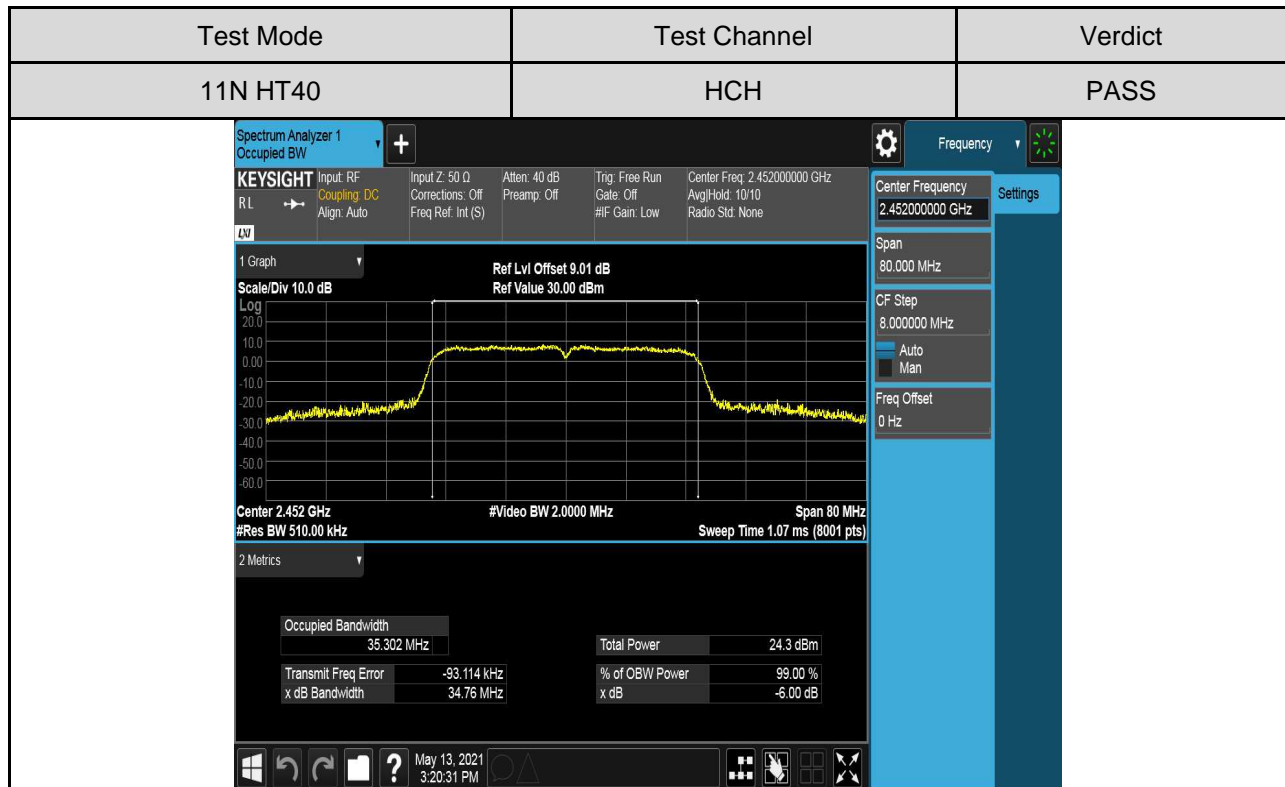 Test Mode Test Channel Verdict
11N HT40 HCH PASS
Spectrum Analyzer 1
Occupied BW
+
Frequency
KEYSIGHT
RL
LXI
Input: RF
Coupling: DC
Align: Auto
Input Z: 50 Ω
Corrections: Off
Freq Ref: Int (S)
Atten: 40 dB
Preamp: Off
Trig: Free Run
Gate: Off
#IF Gain: Low
Center Freq: 2.452000000 GHz
Avg|Hold: 10/10
Radio Std: None
Center Frequency
2.452000000 GHz
Settings
Span
80.000 MHz
CF Step
8.000000 MHz
Auto
Man
Freq Offset
0 Hz
1 Graph
Scale/Div 10.0 dB
Ref Lvl Offset 9.01 dB
Ref Value 30.00 dBm
Log
20.0
10.0
0.00
-10.0
-20.0
-30.0
-40.0
-50.0
-60.0
Center 2.452 GHz #Video BW 2.0000 MHz Span 80 MHz
#Res BW 510.00 kHz Sweep Time 1.07 ms (8001 pts)
2 Metrics
Occupied Bandwidth
35.302 MHz
Total Power 24.3 dBm
Transmit Freq Error -93.114 kHz
% of OBW Power 99.00 %
x dB Bandwidth 34.76 MHz
x dB -6.00 dB
?
May 13, 2021
3:20:31 PM